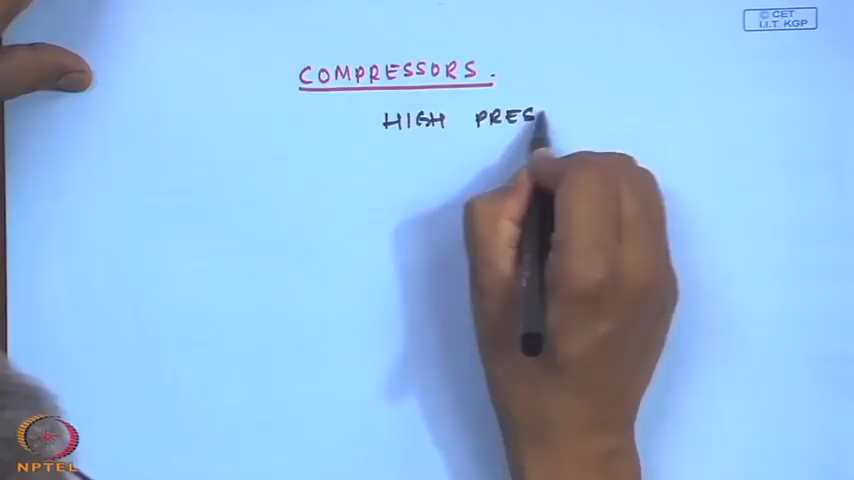 © CET
I.I.T. KGP
COMPRESSORS.
HIGH PRES
NPTEL